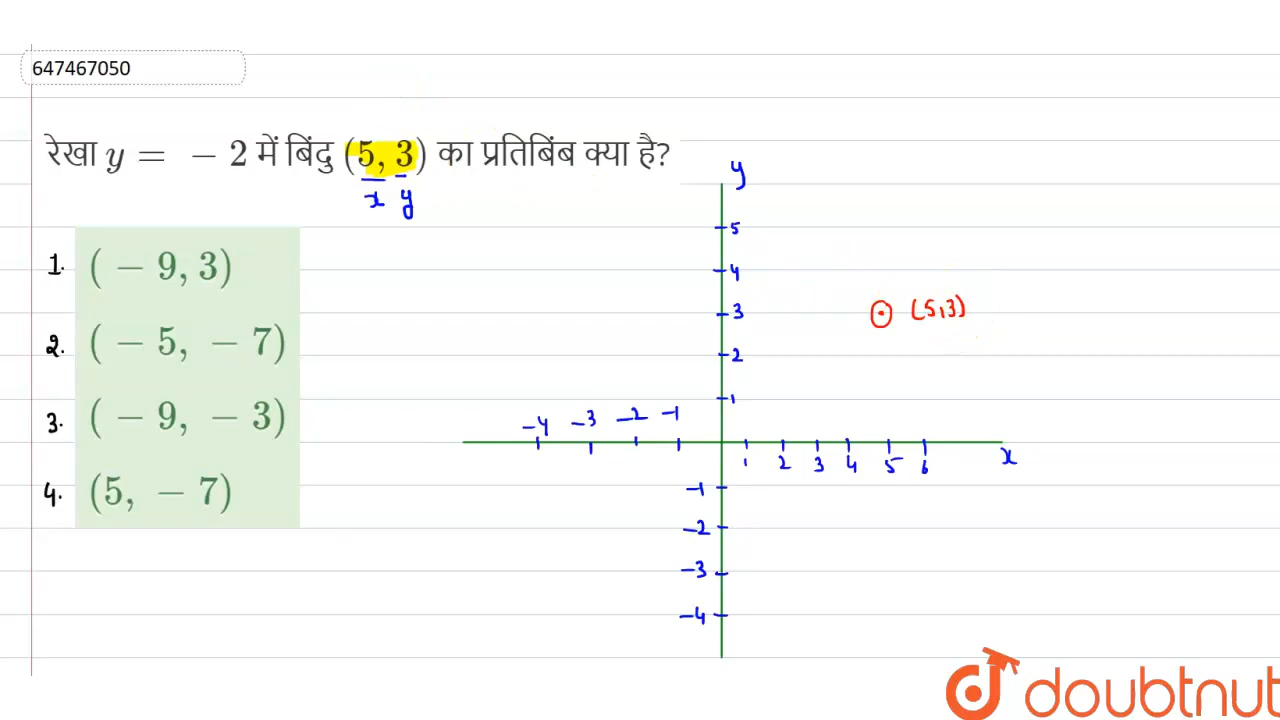 647467050
रेखा y = - 2 में बिंदु (5, 3) का प्रतिबिंब क्या है?
x y
1. ( - 9, 3)
2. ( - 5, - 7)
3. ( - 9, - 3)
4. (5, - 7)
y
5
4
3 (5,3)
2
1
-4 -3 -2 -1
1 2 3 4 5 6 x
-1
-2
-3
-4
doubtnut